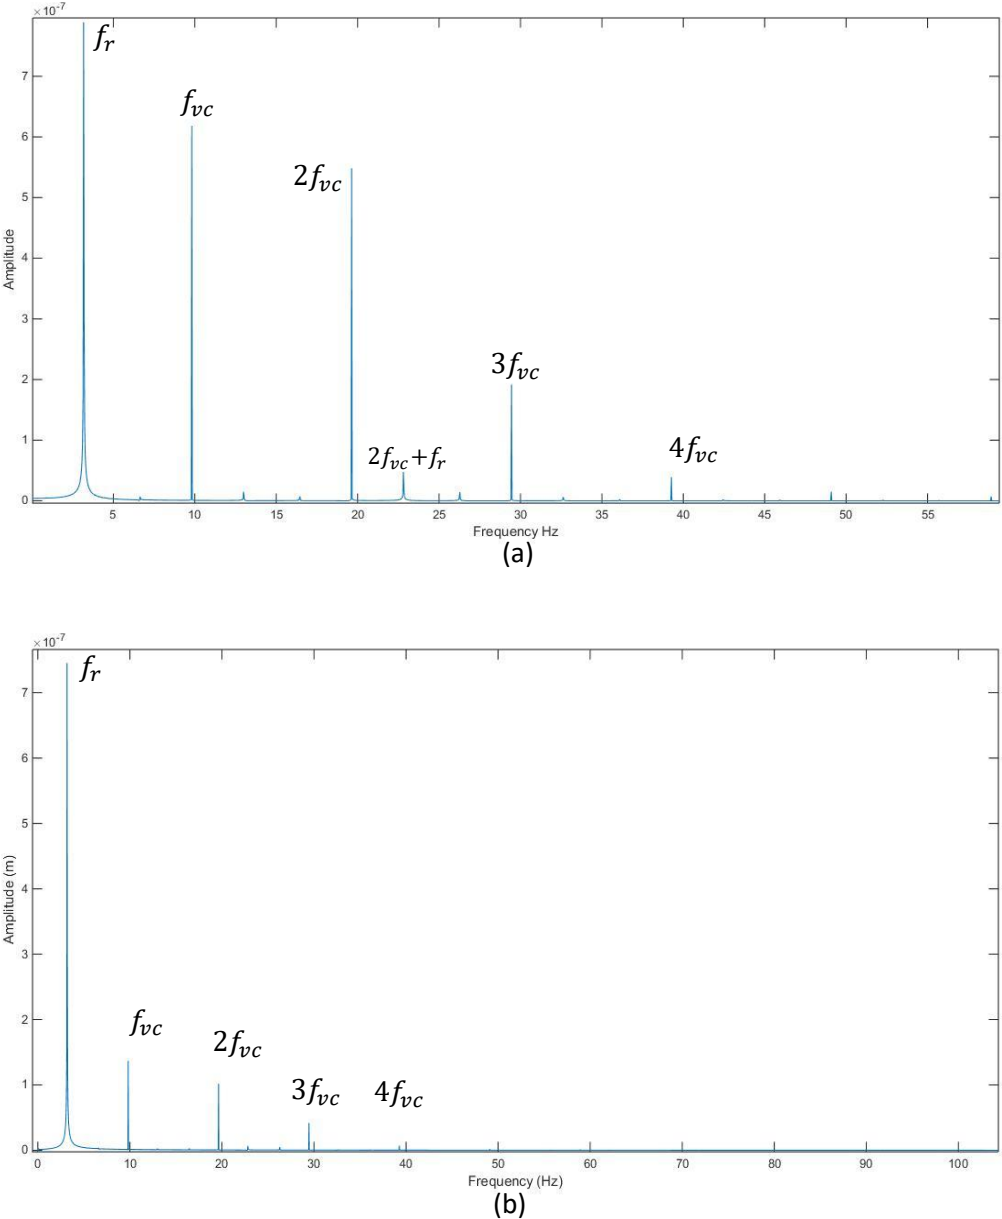 ×10⁻⁷
fᵣ
7
f_vc
6
2f_vc
5
4
Amplitude
3
3f_vc
2
4f_vc
2f_vc+fᵣ
1
0
5 10 15 20 25 30 35 40 45 50 55
Frequency Hz
(a)
×10⁻⁷
fᵣ
7
6
5
4
Amplitude (m)
3
f_vc
2
2f_vc
3f_vc 4f_vc
1
0
0 10 20 30 40 50 60 70 80 90 100
Frequency (Hz)
(b)